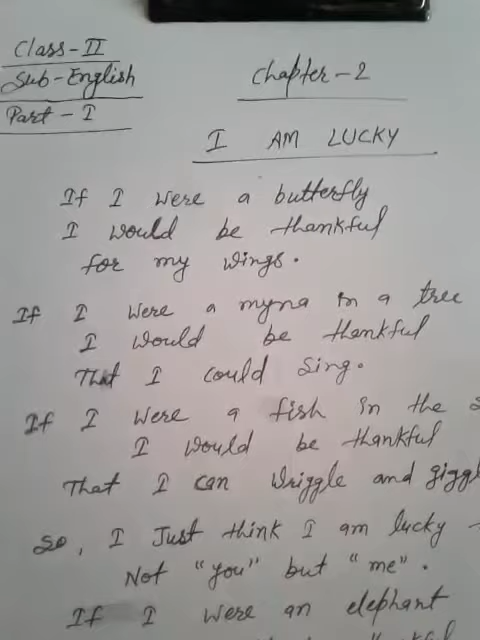 Class-II
Sub-English
Part-I
Chapter-2
I AM LUCKY
If I were a butterfly
I would be thankful
for my wings.
If I were a myna in a tree
I would be thankful
That I could sing.
If I were a fish in the
I would be thankful
That I can wriggle and
So, I Just think I am lucky
Not "you" but "me".
If I were an elephant